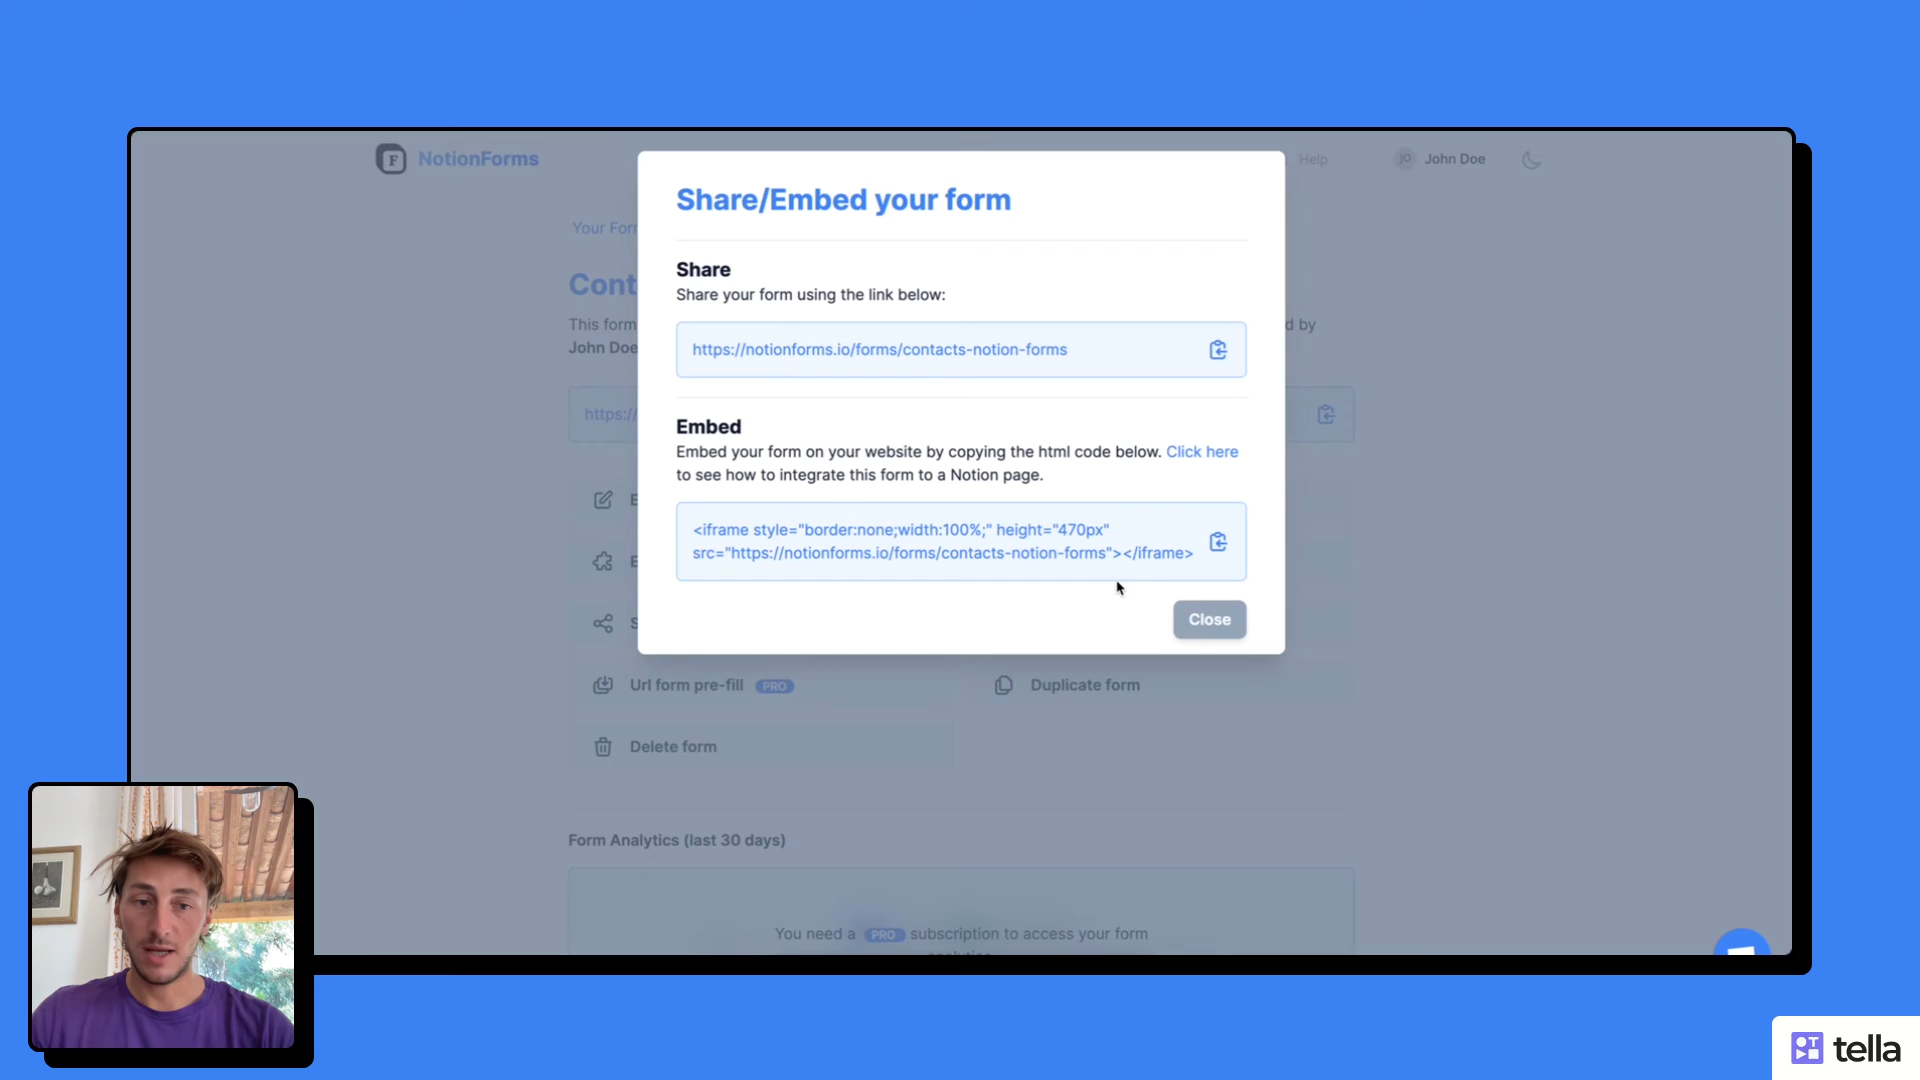 NotionForms
Help
JO
John Doe
Share/Embed your form
Your For
Share
Share your form using the link below:
Cont
This form
d by
John Doe
https://notionforms.io/forms/contacts-notion-forms
https://
Embed
Embed your form on your website by copying the html code below. Click here
to see how to integrate this form to a Notion page.
<iframe style="border:none;width:100%;" height="470px"
src="https://notionforms.io/forms/contacts-notion-forms"></iframe>
E
E
S
Close
Url form pre-fill PRO
Duplicate form
Delete form
Form Analytics (last 30 days)
You need a PRO subscription to access your form
tella